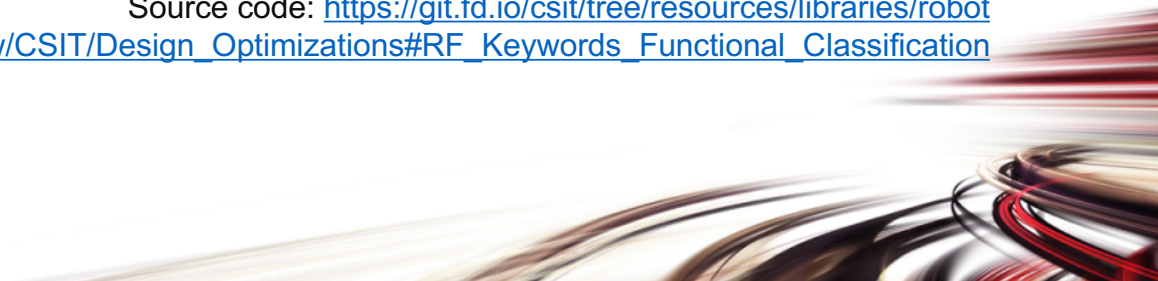 Source code: https://git.fd.io/csit/tree/resources/libraries/robot
/CSIT/Design_Optimizations#RF_Keywords_Functional_Classification